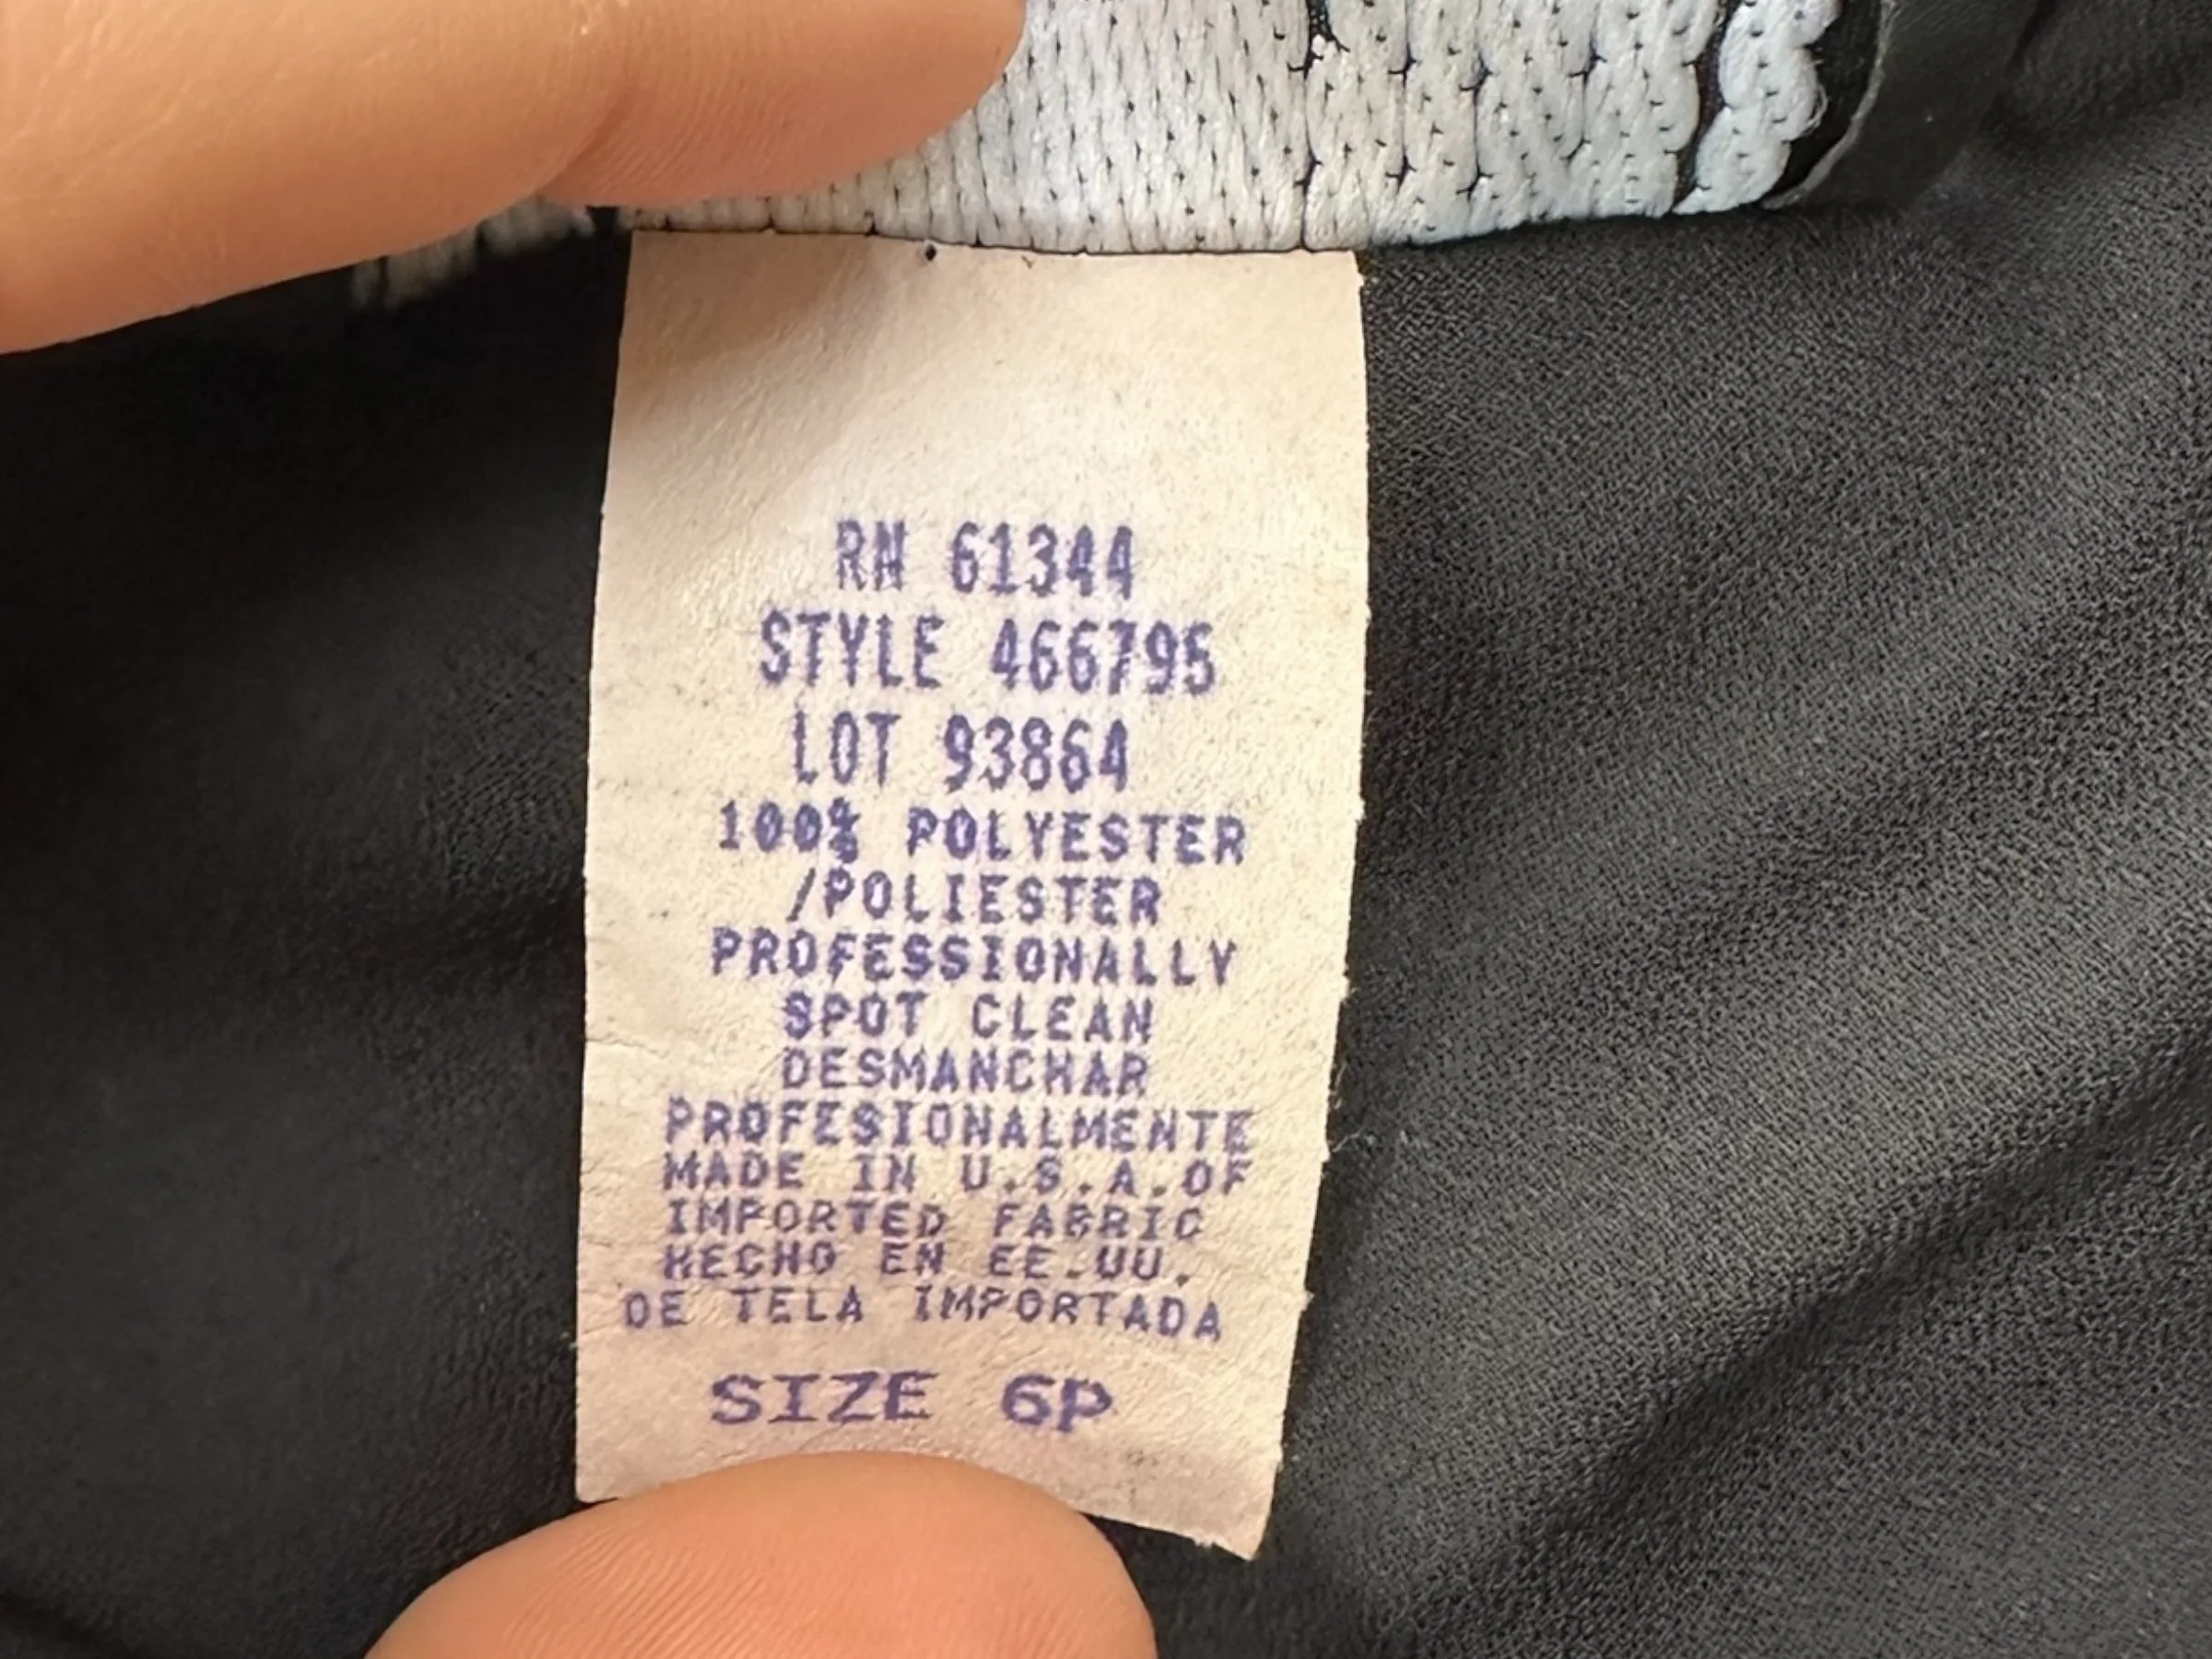 RN 61344
STYLE 466795
LOT 93864
100% POLYESTER
/POLIESTER
PROFESSIONALLY
SPOT CLEAN
DESMANCHAR
PROFESIONALMENTE
MADE IN U.S.A.OF
IMPORTED FABRIC
HECHO EN EE.UU.
DE TELA IMPORTADA
SIZE 6P